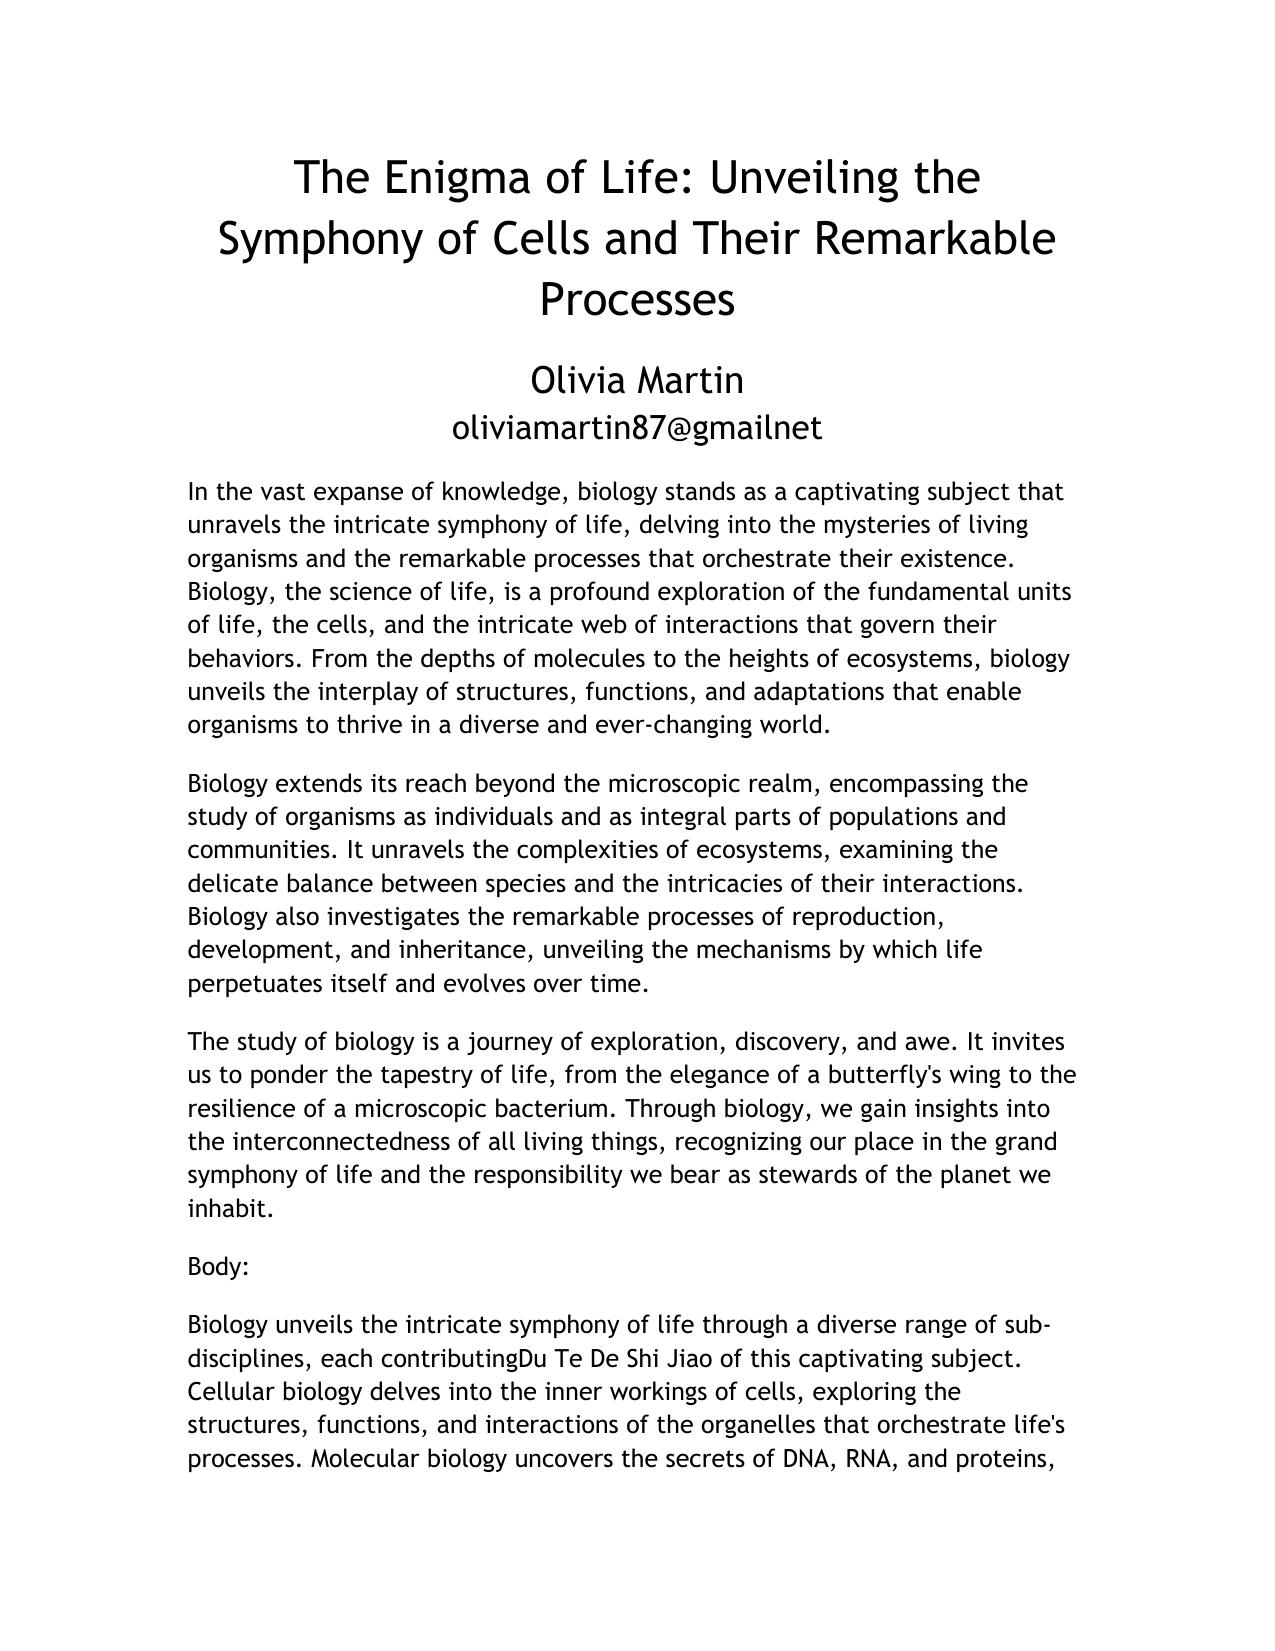 The Enigma of Life: Unveiling the
Symphony of Cells and Their Remarkable
Processes
Olivia Martin
oliviamartin87@gmailnet
In the vast expanse of knowledge, biology stands as a captivating subject that
unravels the intricate symphony of life, delving into the mysteries of living
organisms and the remarkable processes that orchestrate their existence.
Biology, the science of life, is a profound exploration of the fundamental units
of life, the cells, and the intricate web of interactions that govern their
behaviors. From the depths of molecules to the heights of ecosystems, biology
unveils the interplay of structures, functions, and adaptations that enable
organisms to thrive in a diverse and ever-changing world.
Biology extends its reach beyond the microscopic realm, encompassing the
study of organisms as individuals and as integral parts of populations and
communities. It unravels the complexities of ecosystems, examining the
delicate balance between species and the intricacies of their interactions.
Biology also investigates the remarkable processes of reproduction,
development, and inheritance, unveiling the mechanisms by which life
perpetuates itself and evolves over time.
The study of biology is a journey of exploration, discovery, and awe. It invites
us to ponder the tapestry of life, from the elegance of a butterfly's wing to the
resilience of a microscopic bacterium. Through biology, we gain insights into
the interconnectedness of all living things, recognizing our place in the grand
symphony of life and the responsibility we bear as stewards of the planet we
inhabit.
Body:
Biology unveils the intricate symphony of life through a diverse range of sub-
disciplines, each contributingDu Te De Shi Jiao of this captivating subject.
Cellular biology delves into the inner workings of cells, exploring the
structures, functions, and interactions of the organelles that orchestrate life's
processes. Molecular biology uncovers the secrets of DNA, RNA, and proteins,